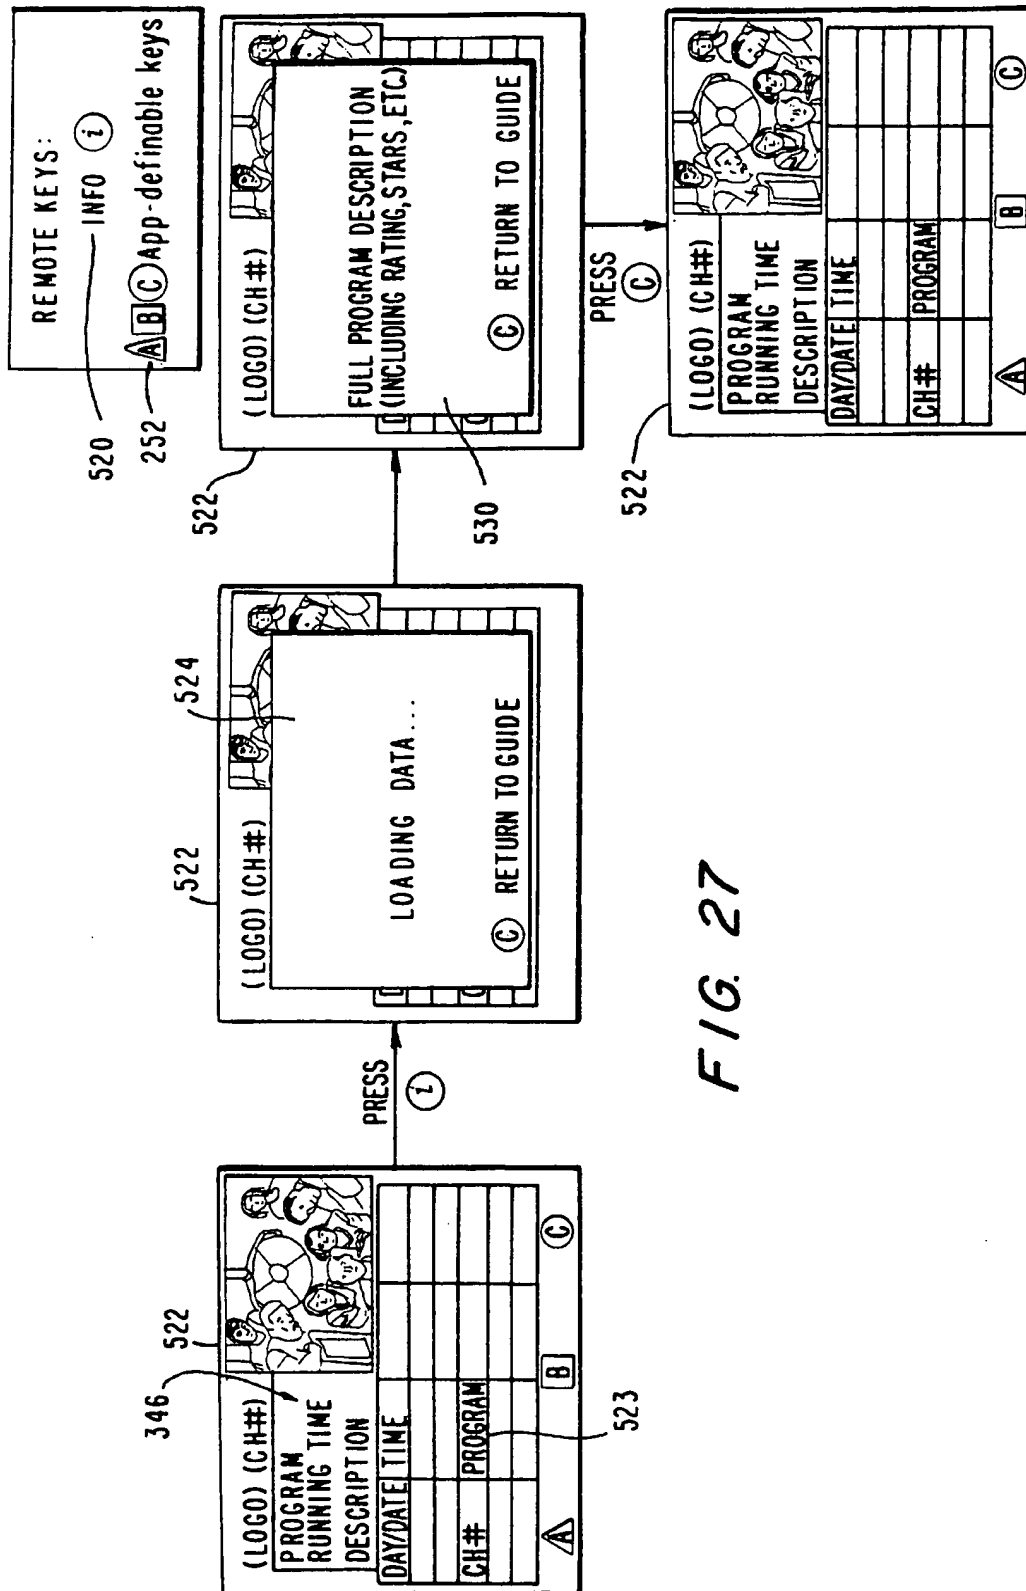 REMOTE KEYS:
520
INFO i
252
A B C App-definable keys
346
522
(LOGO) (CH#)
PROGRAM
RUNNING TIME
DESCRIPTION
DAY/DATE TIME
CH# PROGRAM
523
A B C
PRESS
i
522
524
(LOGO) (CH#)
LOADING DATA...
C RETURN TO GUIDE
522
(LOGO) (CH#)
FULL PROGRAM DESCRIPTION
(INCLUDING RATING, STARS, ETC)
C RETURN TO GUIDE
530
PRESS
C
522
(LOGO) (CH#)
PROGRAM
RUNNING TIME
DESCRIPTION
DAY/DATE TIME
CH# PROGRAM
A B C
FIG. 27